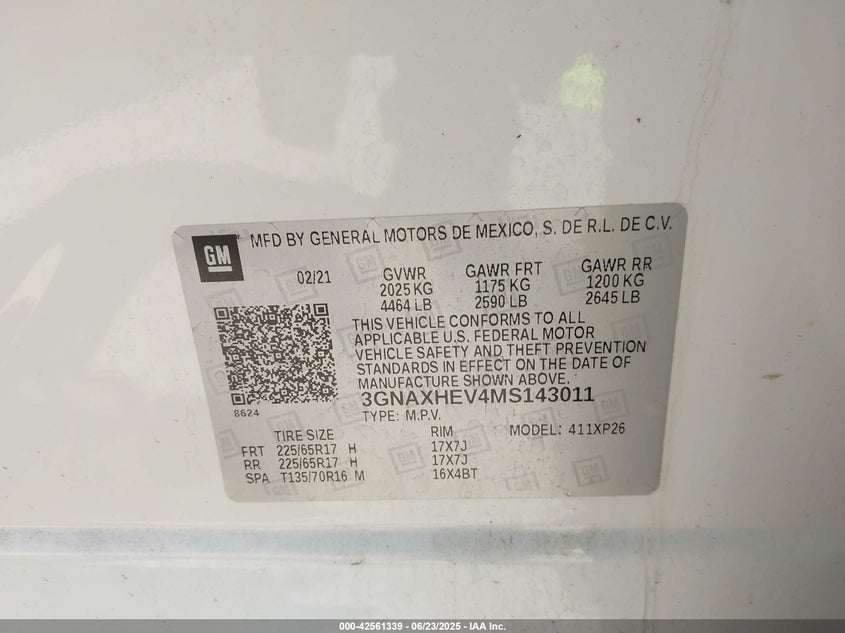 GM
MFD BY GENERAL MOTORS DE MEXICO, S. DE R.L. DE C.V.
02/21 GVWR GAWR FRT GAWR RR
2025 KG 1175 KG 1200 KG
4464 LB 2590 LB 2645 LB
THIS VEHICLE CONFORMS TO ALL
APPLICABLE U.S. FEDERAL MOTOR
VEHICLE SAFETY AND THEFT PREVENTION
STANDARDS IN EFFECT ON THE DATE OF
MANUFACTURE SHOWN ABOVE.
8624
3GNAXHEV4MS143011
TYPE: M.P.V.
TIRE SIZE RIM MODEL: 411XP26
FRT 225/65R17 H 17X7J
RR 225/65R17 H 17X7J
SPA T135/70R16 M 16X4BT
000-42561339 - 06/23/2025 - IAA Inc.